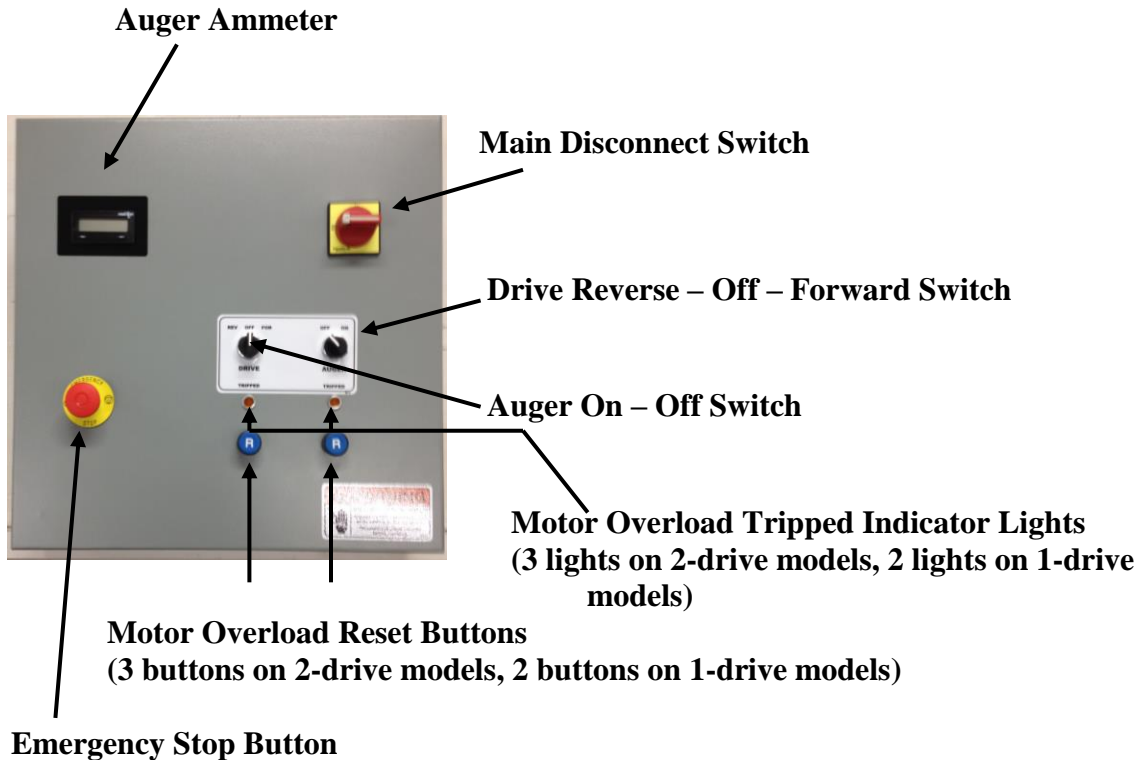 Auger Ammeter
Main Disconnect Switch
Drive Reverse – Off – Forward Switch
REV OFF FOR
OFF ON
DRIVE
AUGER
TRIPPED
TRIPPED
Auger On – Off Switch
EMERGENCY
STOP
R
R
Motor Overload Tripped Indicator Lights
(3 lights on 2-drive models, 2 lights on 1-drive
models)
Motor Overload Reset Buttons
(3 buttons on 2-drive models, 2 buttons on 1-drive models)
Emergency Stop Button